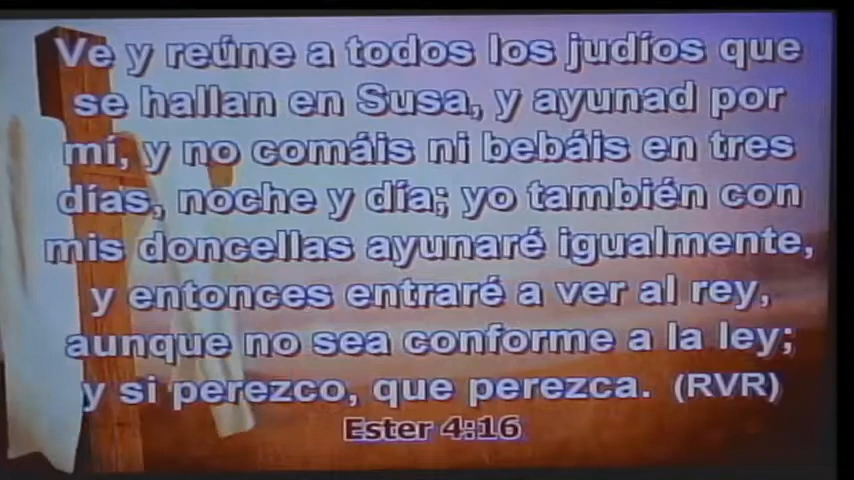 Ve y reúne a todos los judíos que
se hallan en Susa, y ayunad por
mí, y no comáis ni bebáis en tres
días, noche y día; yo también con
mis doncellas ayunaré igualmente,
y entonces entraré a ver al rey,
aunque no sea conforme a la ley;
y si perezco, que perezca. (RVR)
Ester 4:16